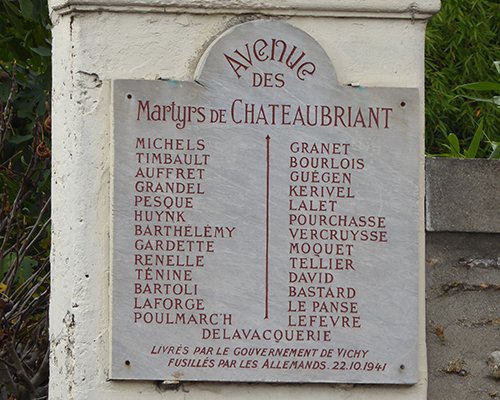 AVENUE
DES
MARTYRS DE CHATEAUBRIANT
MICHELS
TIMBAULT
AUFFRET
GRANDEL
PESQUE
HUYNK
BARTHÉLÉMY
GARDETTE
RENELLE
TÉNINE
BARTOLI
LAFORGE
POULMARC'H
GRANET
BOURLOIS
GUÉGEN
KERIVEL
LALET
POURCHASSE
VERCRUYSSE
MOQUET
TELLIER
DAVID
BASTARD
LE PANSE
LEFEVRE
DELAVACQUERIE
LIVRÉS PAR LE GOUVERNEMENT DE VICHY
FUSILLÉS PAR LES ALLEMANDS. 22.10.1941